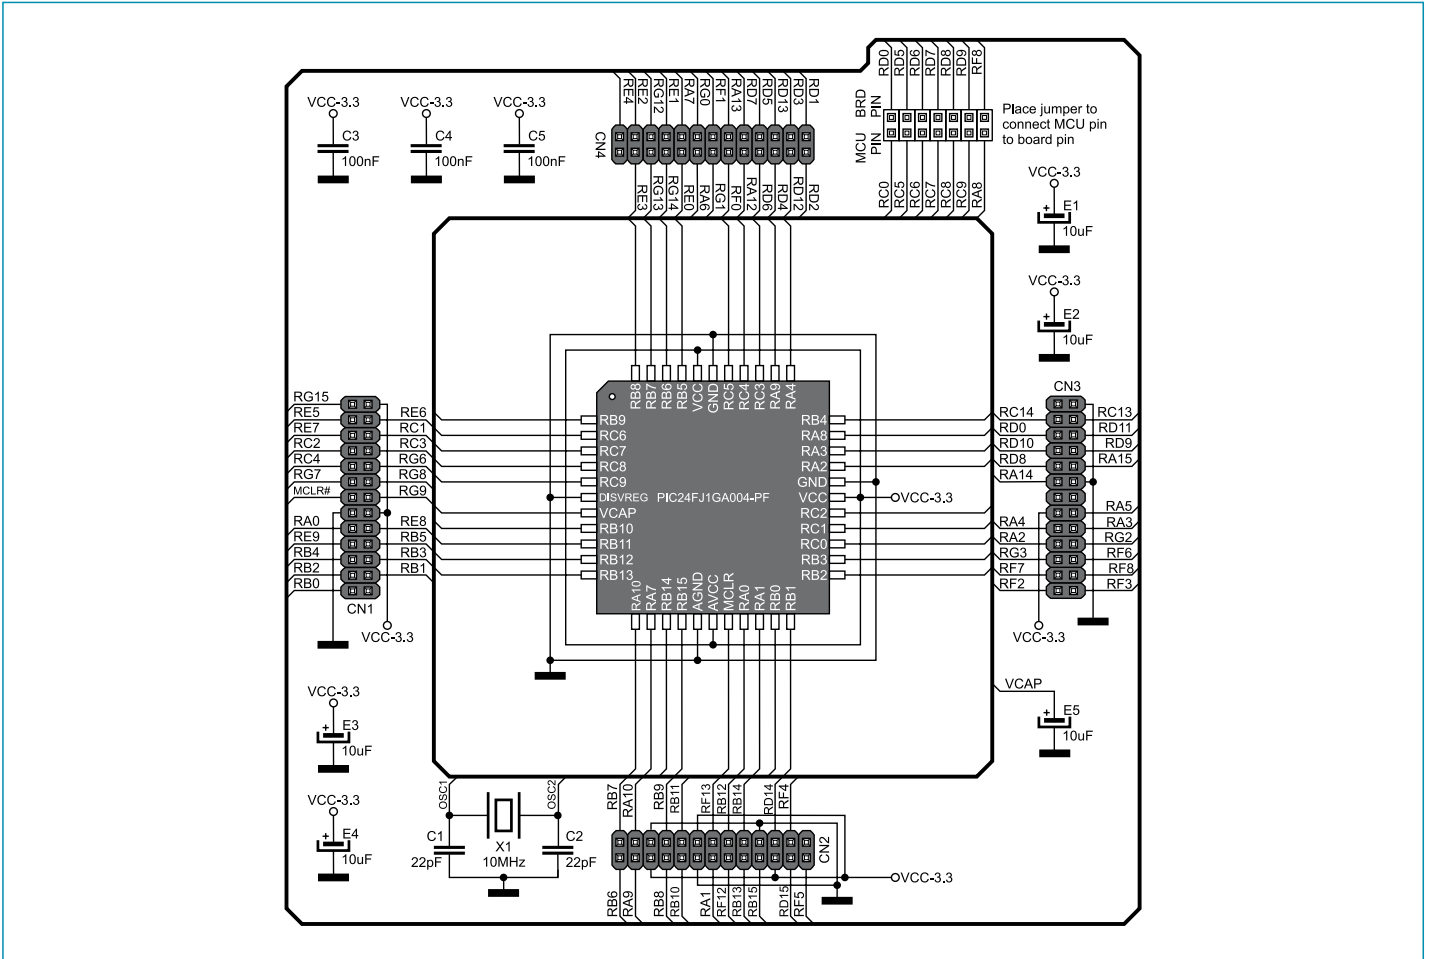 RD0
RD5
RD6
RD7
RD8
RD9
RF8
BRD
PIN
MCU
PIN
Place jumper to
connect MCU pin
to board pin
RC0
RC5
RC6
RC7
RC8
RC9
RA8
RE4
RE2
RG12
RE1
RA7
RG0
RF1
RA13
RD7
RD5
RD13
RD3
RD1
CN4
RE3
RG13
RG14
RE0
RA6
RG1
RF0
RA12
RD6
RD4
RD12
RD2
VCC-3.3
C3
100nF
VCC-3.3
C4
100nF
VCC-3.3
C5
100nF
VCC-3.3
E1
10uF
VCC-3.3
E2
10uF
RG15
RE5
RE7
RC2
RC4
RG7
MCLR#
RA0
RE9
RB4
RB2
RB0
RE6
RC1
RC3
RG6
RG8
RG9
RE8
RB5
RB3
RB1
CN1
VCC-3.3
RB8
RB7
RB6
RB5
VCC
GND
RC5
RC4
RC3
RA9
RA4
RB9
RC6
RC7
RC8
RC9
DISVREG
VCAP
RB10
RB11
RB12
RB13
PIC24FJ1GA004-PF
RB4
RA8
RA3
RA2
GND
VCC
RC2
RC1
RC0
RB3
RB2
RA10
RA7
RB14
RB15
AGND
AVCC
MCLR
RA0
RA1
RB0
RB1
VCC-3.3
CN3
RC14
RD0
RD10
RD8
RA14
RA4
RA2
RG3
RF7
RF2
RC13
RD11
RD9
RA15
RA5
RA3
RG2
RF6
RF8
RF3
VCC-3.3
VCAP
E5
10uF
VCC-3.3
E3
10uF
VCC-3.3
E4
10uF
OSC1
OSC2
C1
22pF
X1
10MHz
C2
22pF
RB7
RA10
RB9
RB11
RF13
RB12
RB14
RD14
RF4
CN2
VCC-3.3
RB6
RA9
RB8
RB10
RA1
RF12
RB13
RB15
RD15
RF5